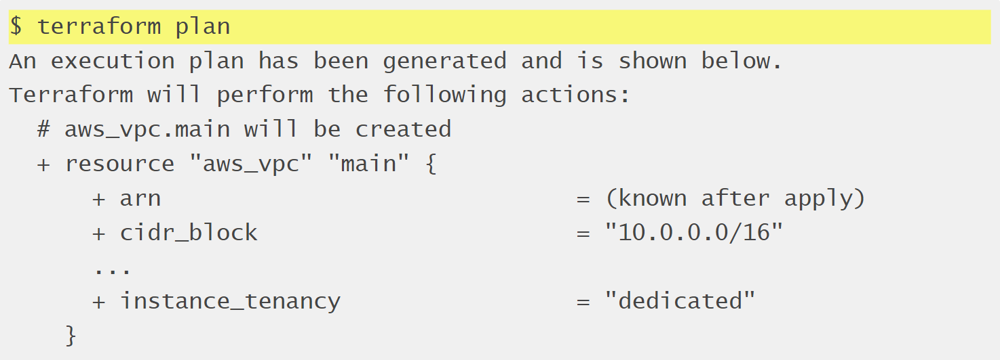 $ terraform plan
An execution plan has been generated and is shown below.
Terraform will perform the following actions:
  # aws_vpc.main will be created
  + resource "aws_vpc" "main" {
      + arn                              = (known after apply)
      + cidr_block                       = "10.0.0.0/16"
      ...
      + instance_tenancy                 = "dedicated"
    }